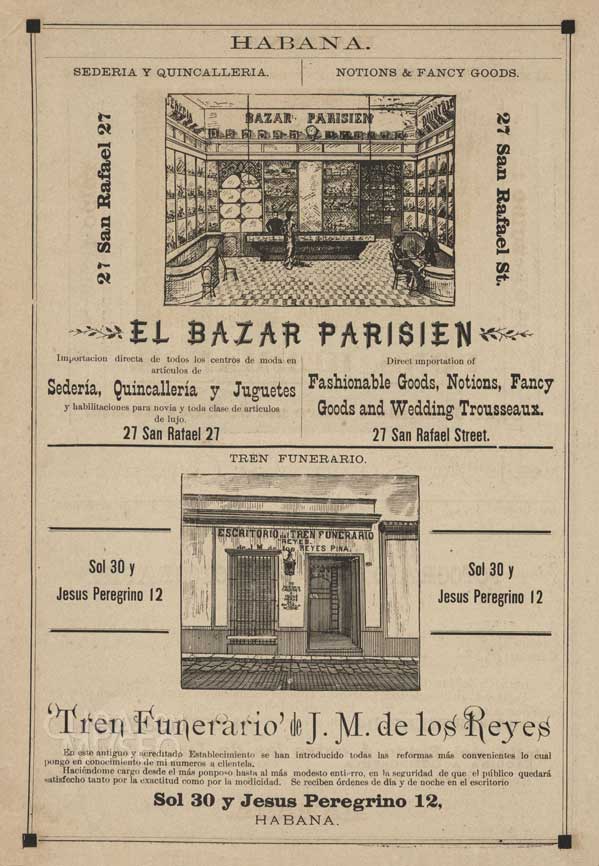 HABANA.
SEDERIA Y QUINCALLERIA.
NOTIONS & FANCY GOODS.
27 San Rafael 27
BAZAR PARISIEN
27 San Rafael St.
EL BAZAR PARISIEN
Importacion directa de todos los centros de moda en
artículos de
Sedería, Quincallería y Juguetes
y habilitaciones para novia y toda clase de artículos
de lujo.
27 San Rafael 27
Direct importation of
Fashionable Goods, Notions, Fancy
Goods and Wedding Trousseaux.
27 San Rafael Street.
TREN FUNERARIO.
ESCRITORIO del TREN FUNERARIO
REYES.
de J. M. de los REYES PINA.
Sol 30 y
Jesus Peregrino 12
Sol 30 y
Jesus Peregrino 12
'Tren Funerario' de J. M. de los Reyes
En este antiguo y acreditado Establecimiento se han introducido todas las reformas más convenientes lo cual
pongo en conocimiento de mi numeros a clientela.
Haciéndome cargo desde el más ponposo hasta al más modesto enti-rro, en la seguridad de que el público quedará
satisfecho tanto por la exactitud como por la modicidad. Se reciben órdenes de día y de noche en el escritorio
Sol 30 y Jesus Peregrino 12,
HABANA.